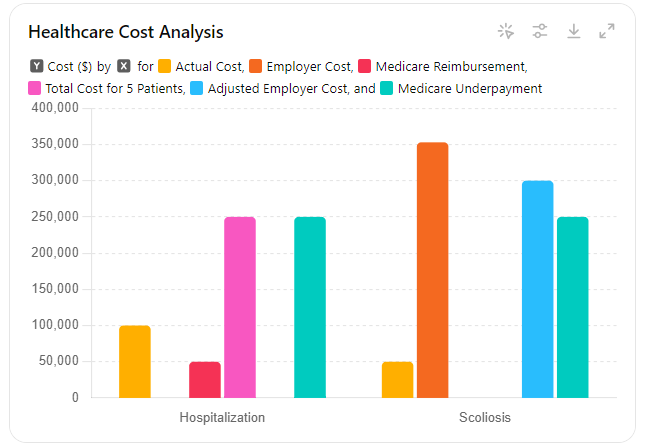 Healthcare Cost Analysis
Y Cost ($) by X for Actual Cost, Employer Cost, Medicare Reimbursement,
Total Cost for 5 Patients, Adjusted Employer Cost, and Medicare Underpayment
400,000
350,000
300,000
250,000
200,000
150,000
100,000
50,000
0
Hospitalization Scoliosis